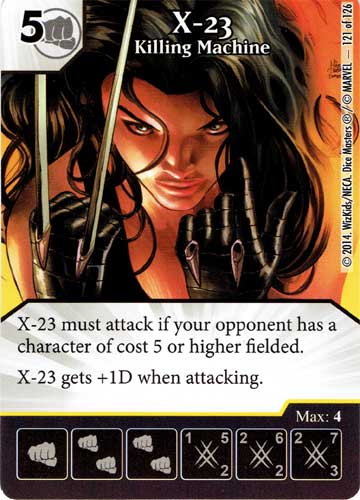 5
X-23
Killing Machine
© 2014. WizKids/NECA. Dice Masters ®/© MARVEL — 121 of 126
X-23 must attack if your opponent has a
character of cost 5 or higher fielded.
X-23 gets +1D when attacking.
Max: 4
1 5 2
2 6 2
2 7 3